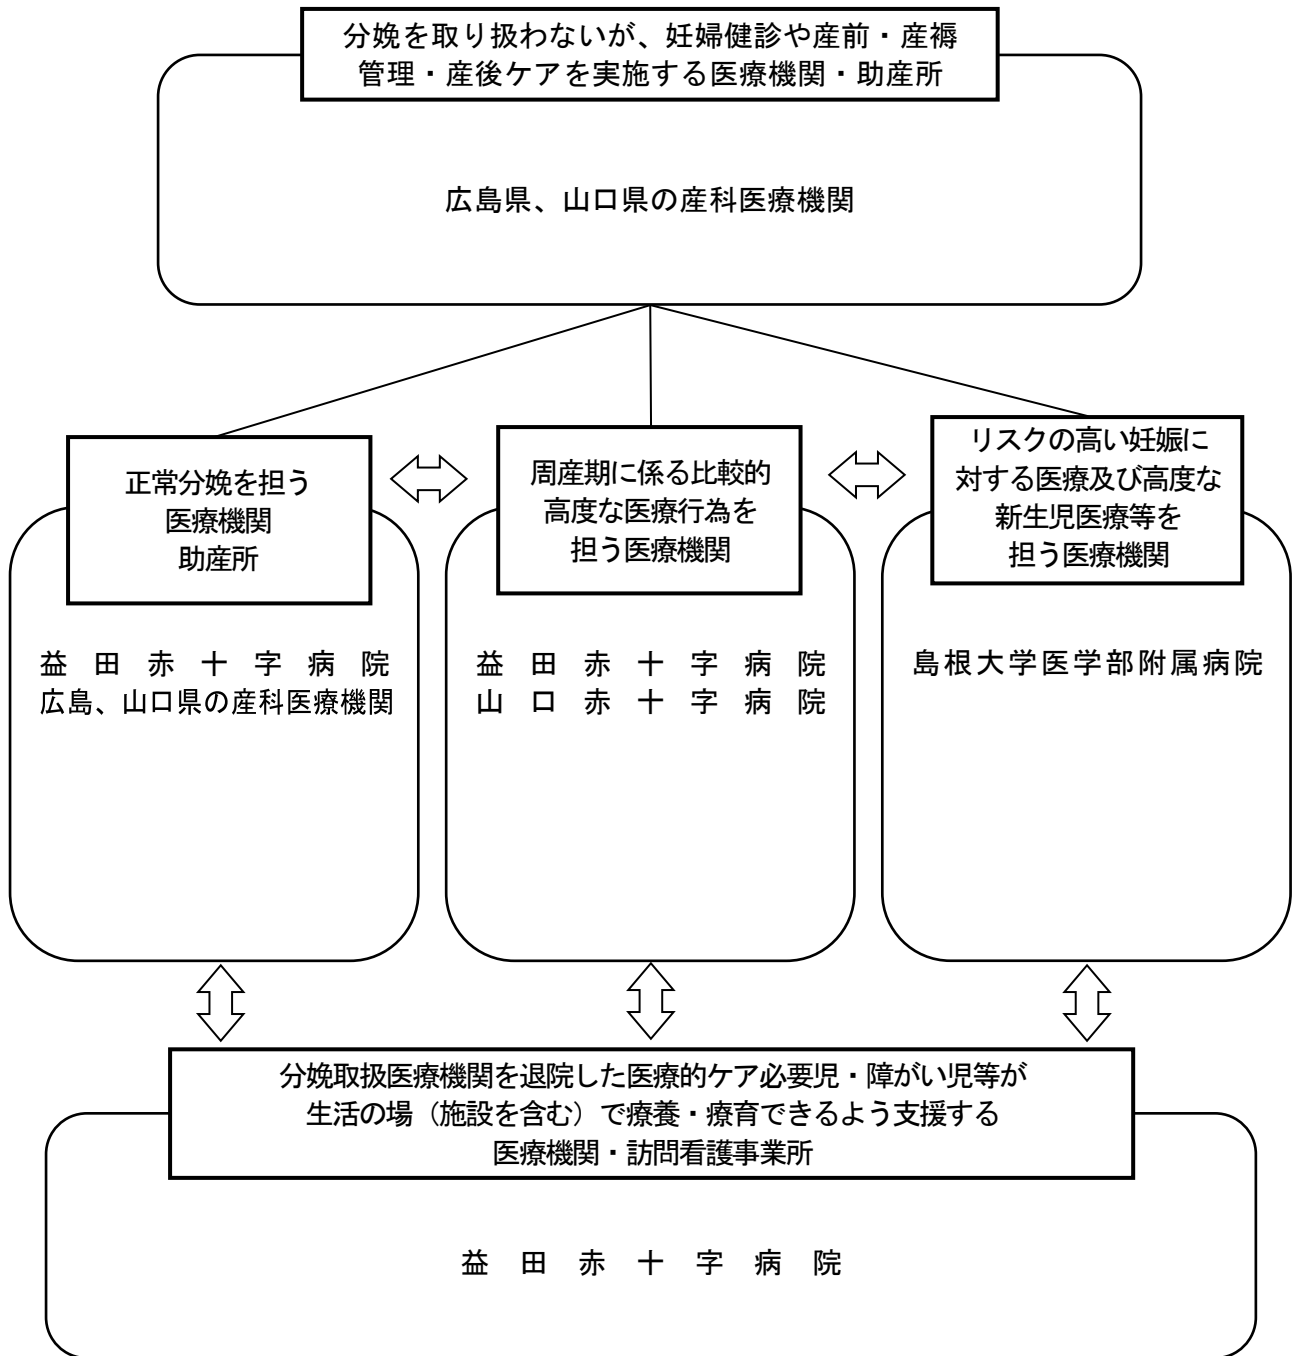 分娩を取り扱わないが、妊婦健診や産前・産褥
管理・産後ケアを実施する医療機関・助産所
広島県、山口県の産科医療機関
正常分娩を担う
医療機関
助産所
益田赤十字病院
広島、山口県の産科医療機関
周産期に係る比較的
高度な医療行為を
担う医療機関
益田赤十字病院
山口赤十字病院
リスクの高い妊娠に
対する医療及び高度な
新生児医療等を
担う医療機関
島根大学医学部附属病院
分娩取扱医療機関を退院した医療的ケア必要児・障がい児等が
生活の場（施設を含む）で療養・療育できるよう支援する
医療機関・訪問看護事業所
益田赤十字病院